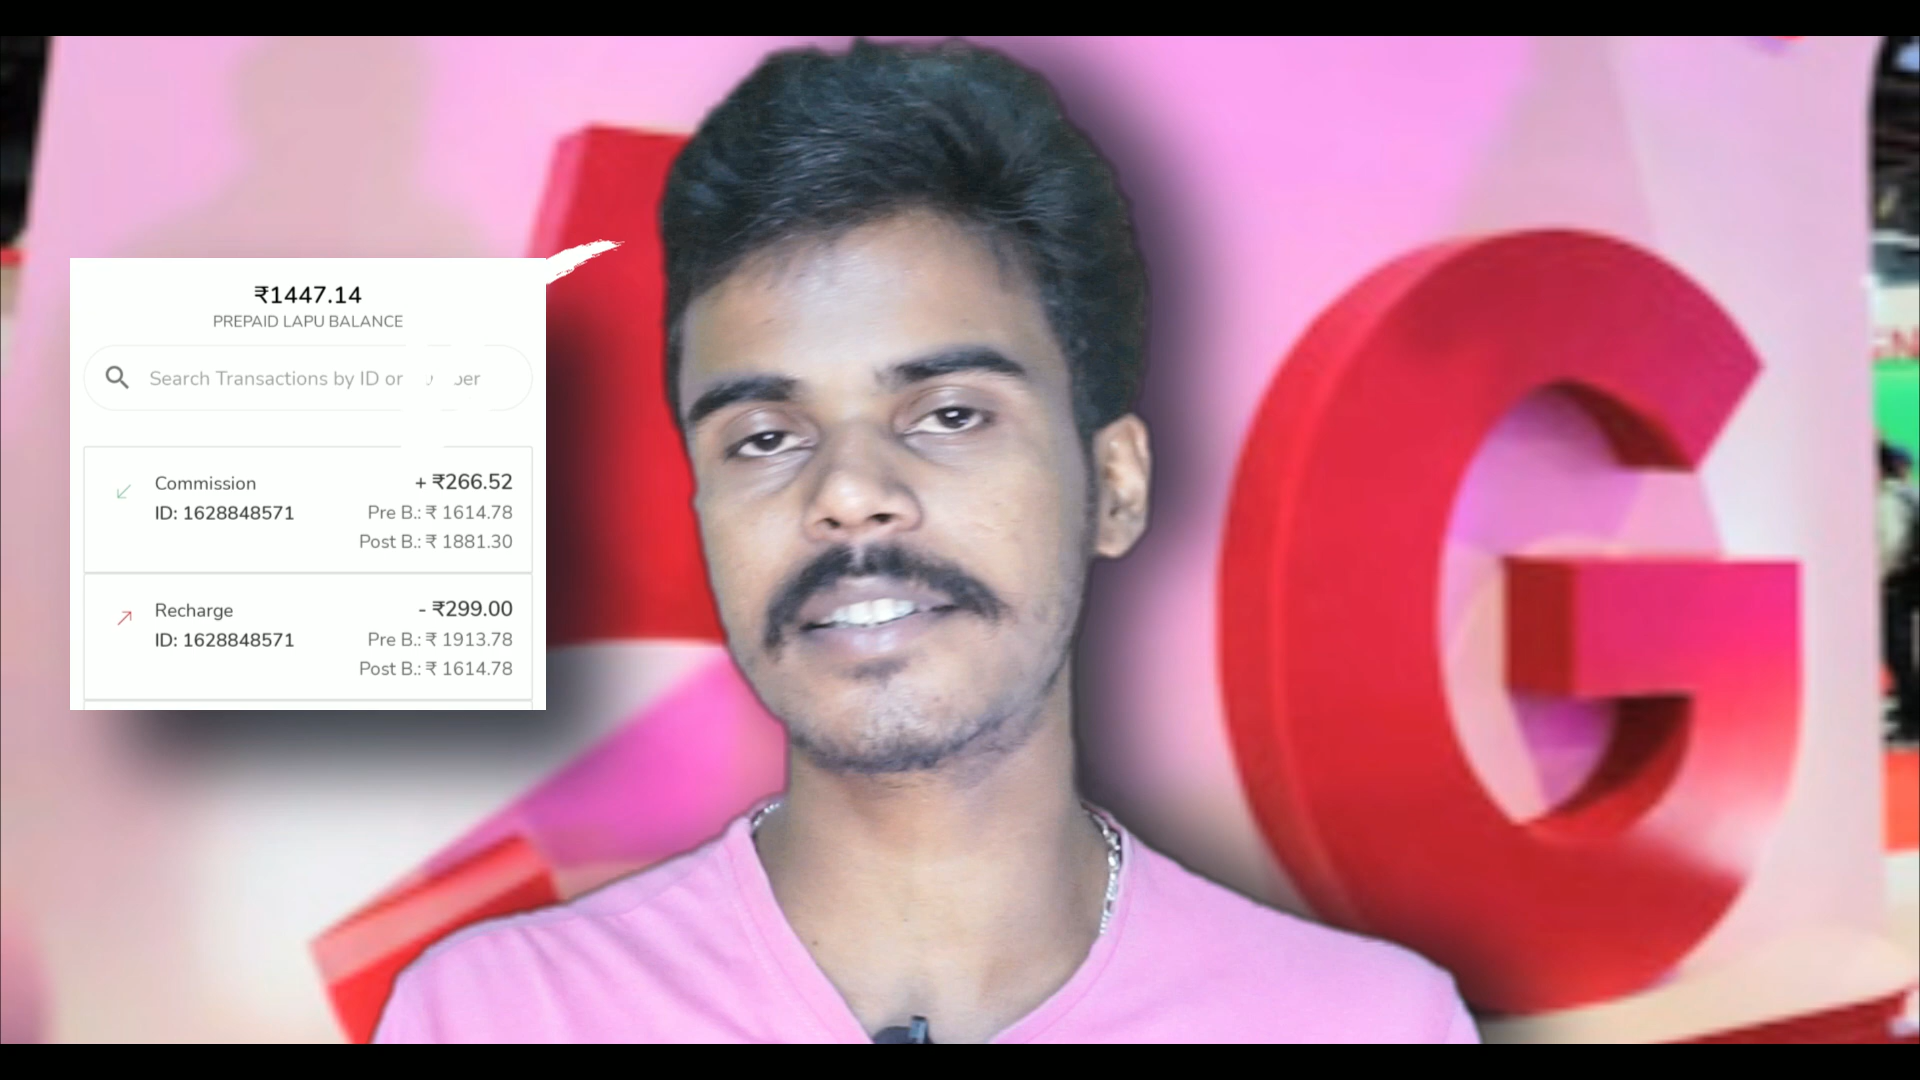 ₹1447.14
PREPAID LAPU BALANCE
Search Transactions by ID or
Commission + ₹266.52
ID: 1628848571 Pre B.: ₹ 1614.78
Post B.: ₹ 1881.30
Recharge - ₹299.00
ID: 1628848571 Pre B.: ₹ 1913.78
Post B.: ₹ 1614.78
G